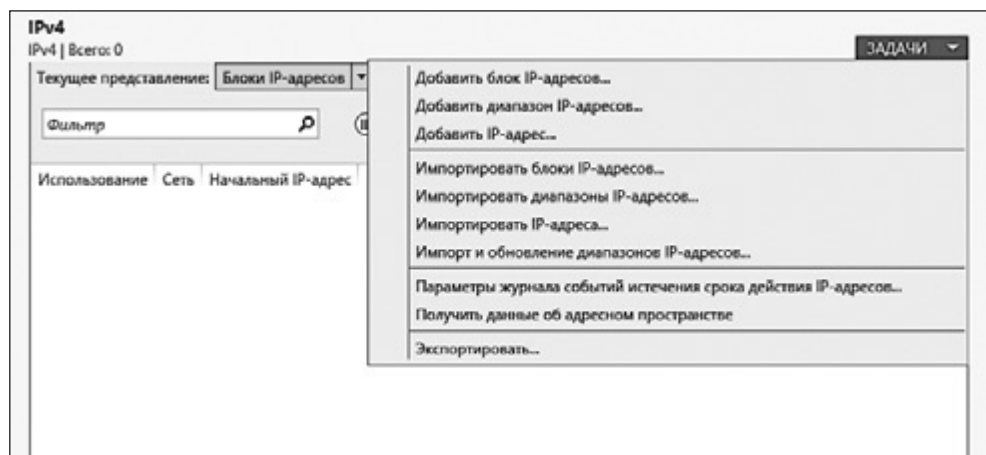 IPv4
IPv4 | Всего: 0
ЗАДАЧИ
Текущее представление: Блоки IP-адресов
Фильтр
Использование Сеть Начальный IP-адрес
Добавить блок IP-адресов...
Добавить диапазон IP-адресов...
Добавить IP-адрес...
Импортировать блоки IP-адресов...
Импортировать диапазоны IP-адресов...
Импортировать IP-адреса...
Импорт и обновление диапазонов IP-адресов...
Параметры журнала событий истечения срока действия IP-адресов...
Получить данные об адресном пространстве
Экспортировать...